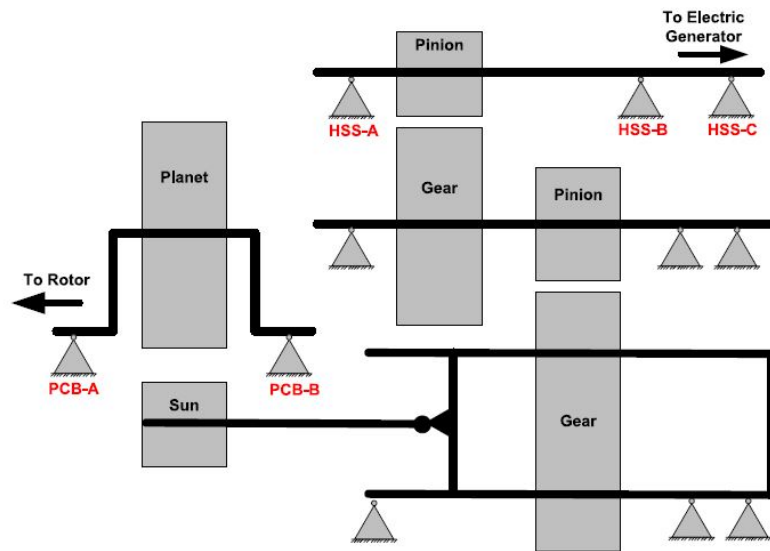 To Electric
Generator
Pinion
HSS-A
HSS-B
HSS-C
Planet
Gear
Pinion
To Rotor
PCB-A
PCB-B
Sun
Gear